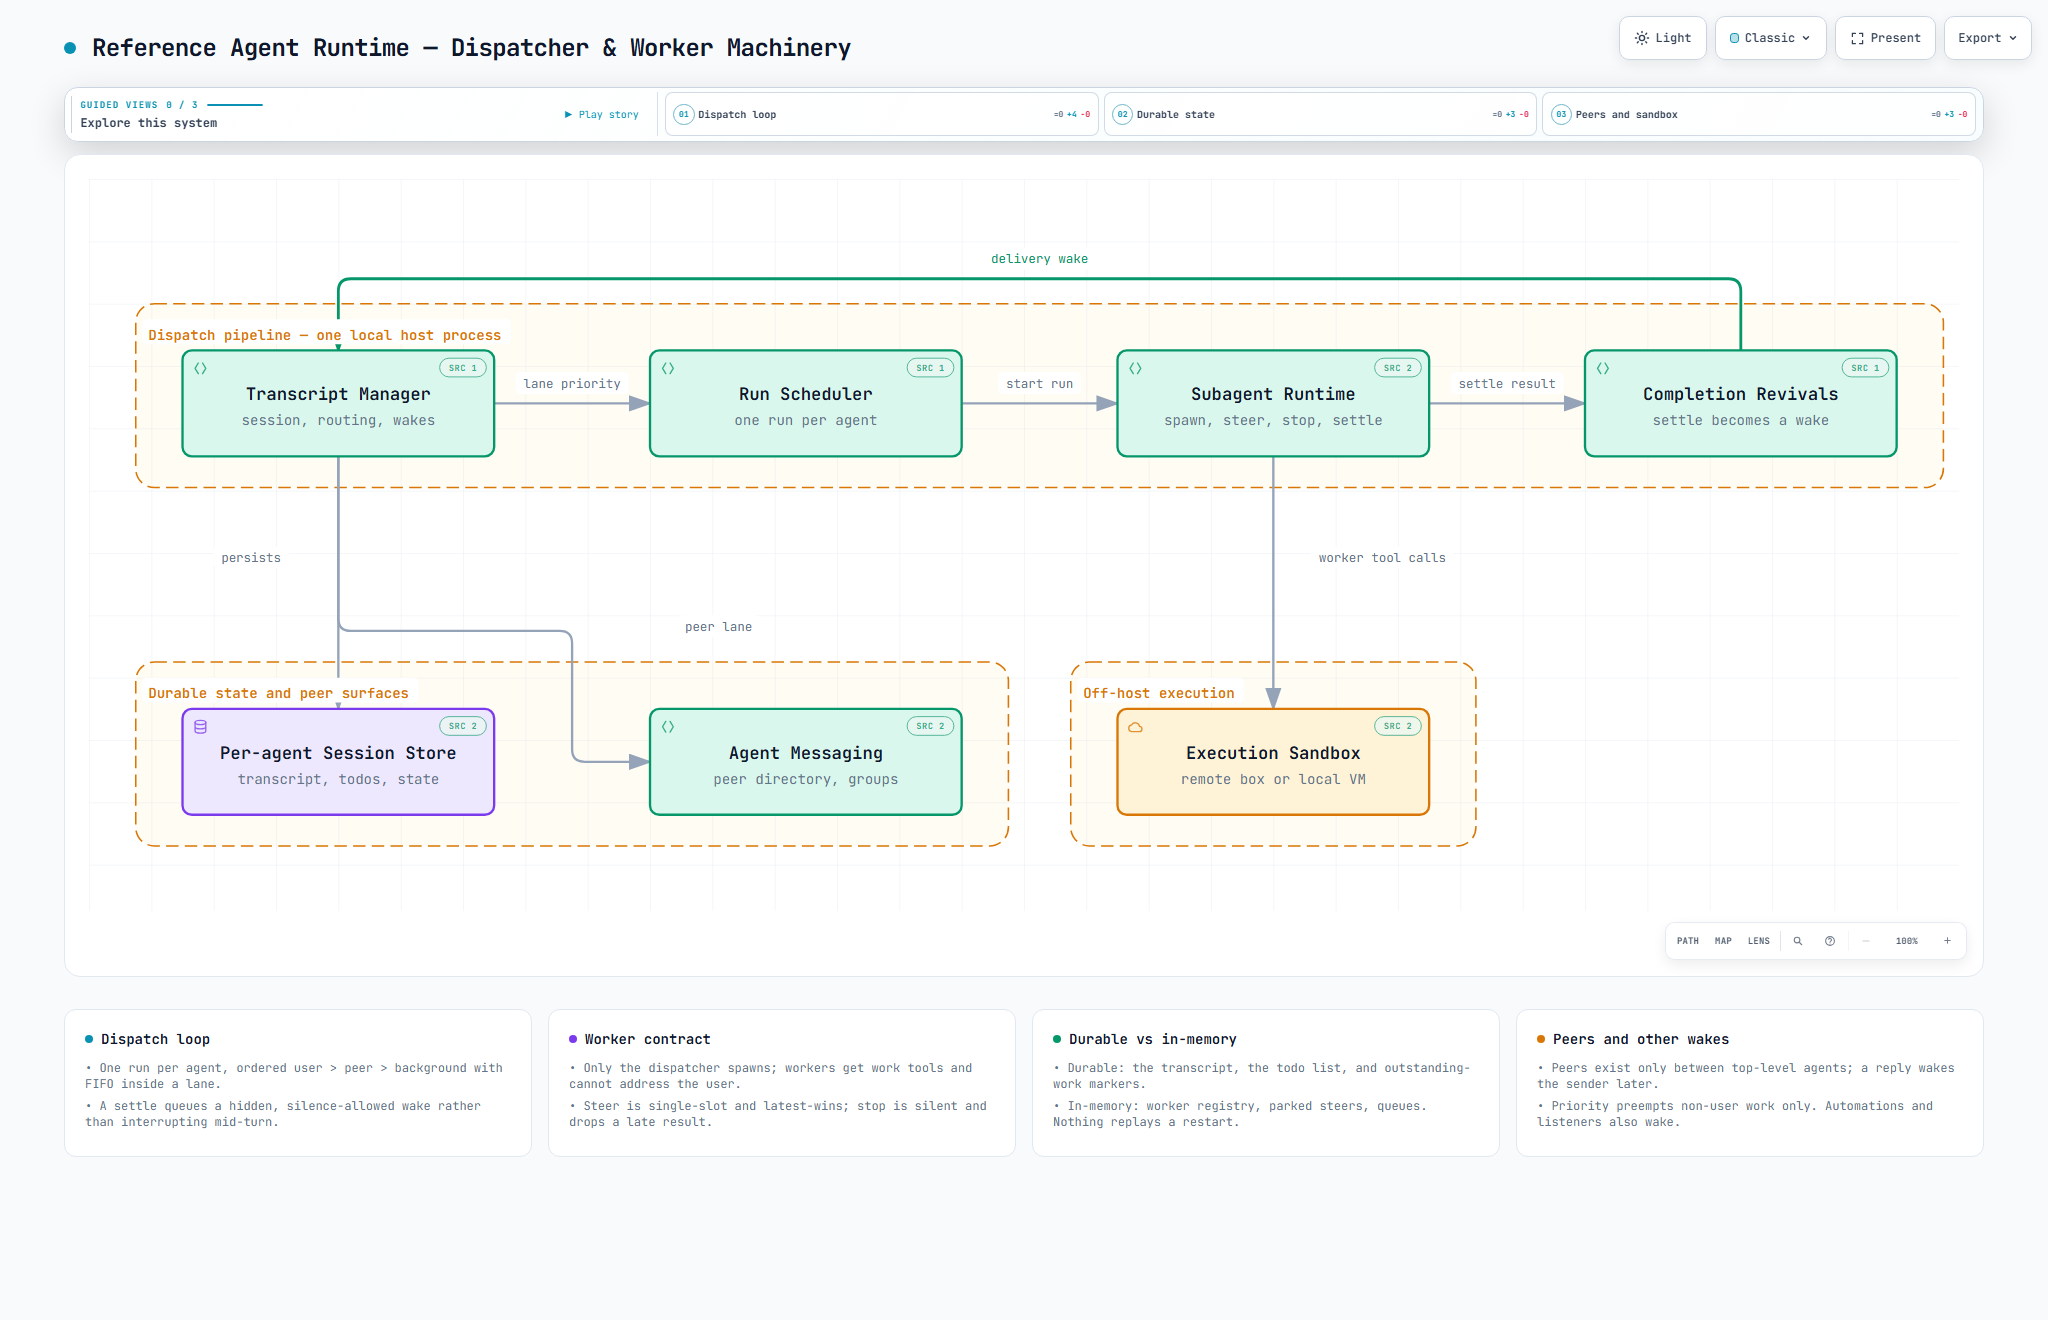 Reference Agent Runtime — Dispatcher & Worker Machinery
Light
Classic
Present
Export
GUIDED VIEWS 0 / 3
Explore this system
Play story
01 Dispatch loop =0 +4 -0
02 Durable state =0 +3 -0
03 Peers and sandbox =0 +3 -0
delivery wake
Dispatch pipeline — one local host process
SRC 1
Transcript Manager
session, routing, wakes
lane priority
SRC 1
Run Scheduler
one run per agent
start run
SRC 2
Subagent Runtime
spawn, steer, stop, settle
settle result
SRC 1
Completion Revivals
settle becomes a wake
persists
worker tool calls
peer lane
Durable state and peer surfaces
SRC 2
Per-agent Session Store
transcript, todos, state
SRC 2
Agent Messaging
peer directory, groups
Off-host execution
SRC 2
Execution Sandbox
remote box or local VM
PATH MAP LENS 100%
Dispatch loop
• One run per agent, ordered user > peer > background with
FIFO inside a lane.
• A settle queues a hidden, silence-allowed wake rather
than interrupting mid-turn.
Worker contract
• Only the dispatcher spawns; workers get work tools and
cannot address the user.
• Steer is single-slot and latest-wins; stop is silent and
drops a late result.
Durable vs in-memory
• Durable: the transcript, the todo list, and outstanding-
work markers.
• In-memory: worker registry, parked steers, queues.
Nothing replays a restart.
Peers and other wakes
• Peers exist only between top-level agents; a reply wakes
the sender later.
• Priority preempts non-user work only. Automations and
listeners also wake.